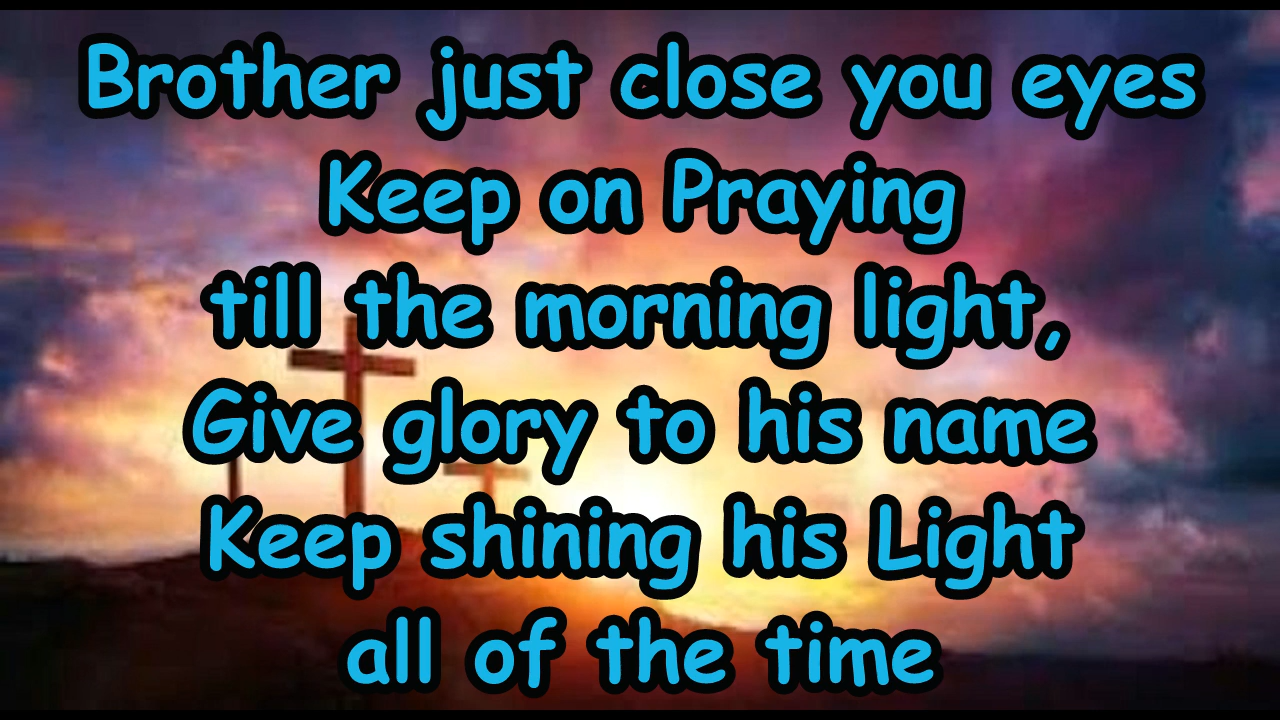 Brother just close you eyes
Keep on Praying
till the morning light,
Give glory to his name
Keep shining his Light
all of the time